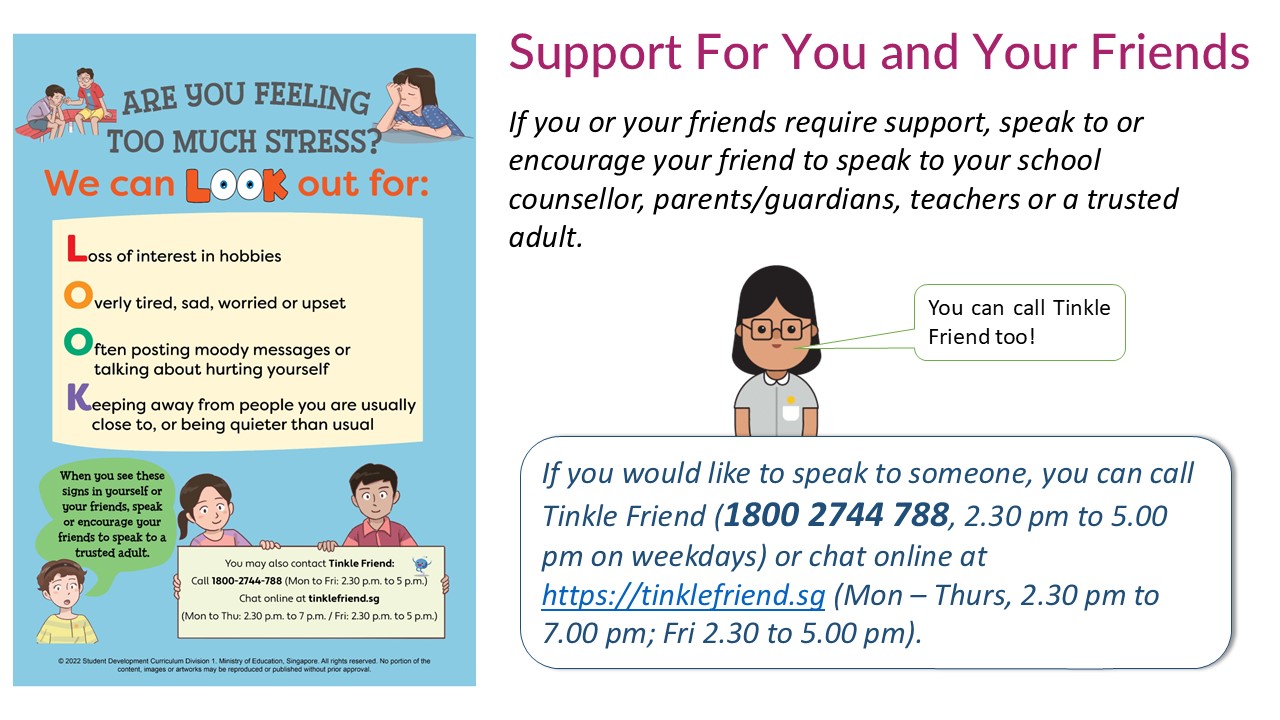 ARE YOU FEELING
TOO MUCH STRESS?
We can LOOK out for:
Loss of interest in hobbies
Overly tired, sad, worried or upset
Often posting moody messages or
talking about hurting yourself
Keeping away from people you are usually
close to, or being quieter than usual
When you see these
signs in yourself or
your friends, speak
or encourage your
friends to speak to a
trusted adult.
You may also contact Tinkle Friend:
Call 1800-2744-788 (Mon to Fri: 2.30 p.m. to 5 p.m.)
Chat online at tinklefriend.sg
(Mon to Thu: 2.30 p.m. to 7 p.m. / Fri: 2.30 p.m. to 5 p.m.)
© 2022 Student Development Curriculum Division 1. Ministry of Education, Singapore. All rights reserved. No portion of the
content, images or artworks may be reproduced or published without prior approval.
Support For You and Your Friends
If you or your friends require support, speak to or
encourage your friend to speak to your school
counsellor, parents/guardians, teachers or a trusted
adult.
You can call Tinkle
Friend too!
If you would like to speak to someone, you can call
Tinkle Friend (1800 2744 788, 2.30 pm to 5.00
pm on weekdays) or chat online at
https://tinklefriend.sg (Mon – Thurs, 2.30 pm to
7.00 pm; Fri 2.30 to 5.00 pm).